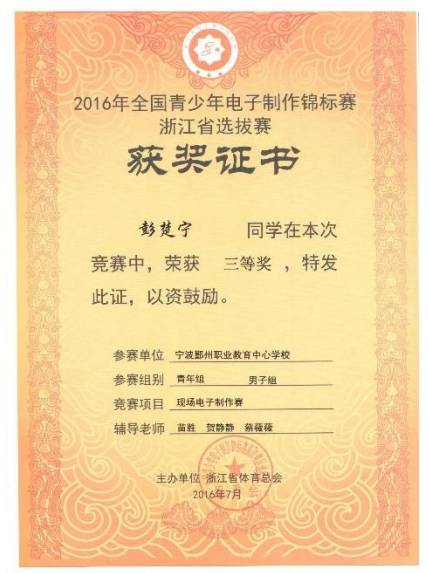 2016年全国青少年电子制作锦标赛
浙江省选拔赛
获奖证书
彭楚宁 同学在本次
竞赛中，荣获 三等奖 ，特发
此证，以资鼓励。
参赛单位 宁波鄞州职业教育中心学校
参赛组别 青年组 男子组
竞赛项目 现场电子制作赛
辅导老师 苗胜 贺静静 蔡薇薇
主办单位 浙江省体育总会
2016年7月